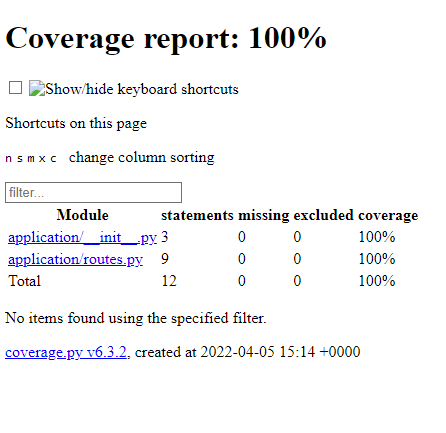 Coverage report: 100%
Show/hide keyboard shortcuts
Shortcuts on this page
n s m x c change column sorting
filter...
Module statements missing excluded coverage
application/__init__.py 3 0 0 100%
application/routes.py 9 0 0 100%
Total 12 0 0 100%
No items found using the specified filter.
coverage.py v6.3.2, created at 2022-04-05 15:14 +0000